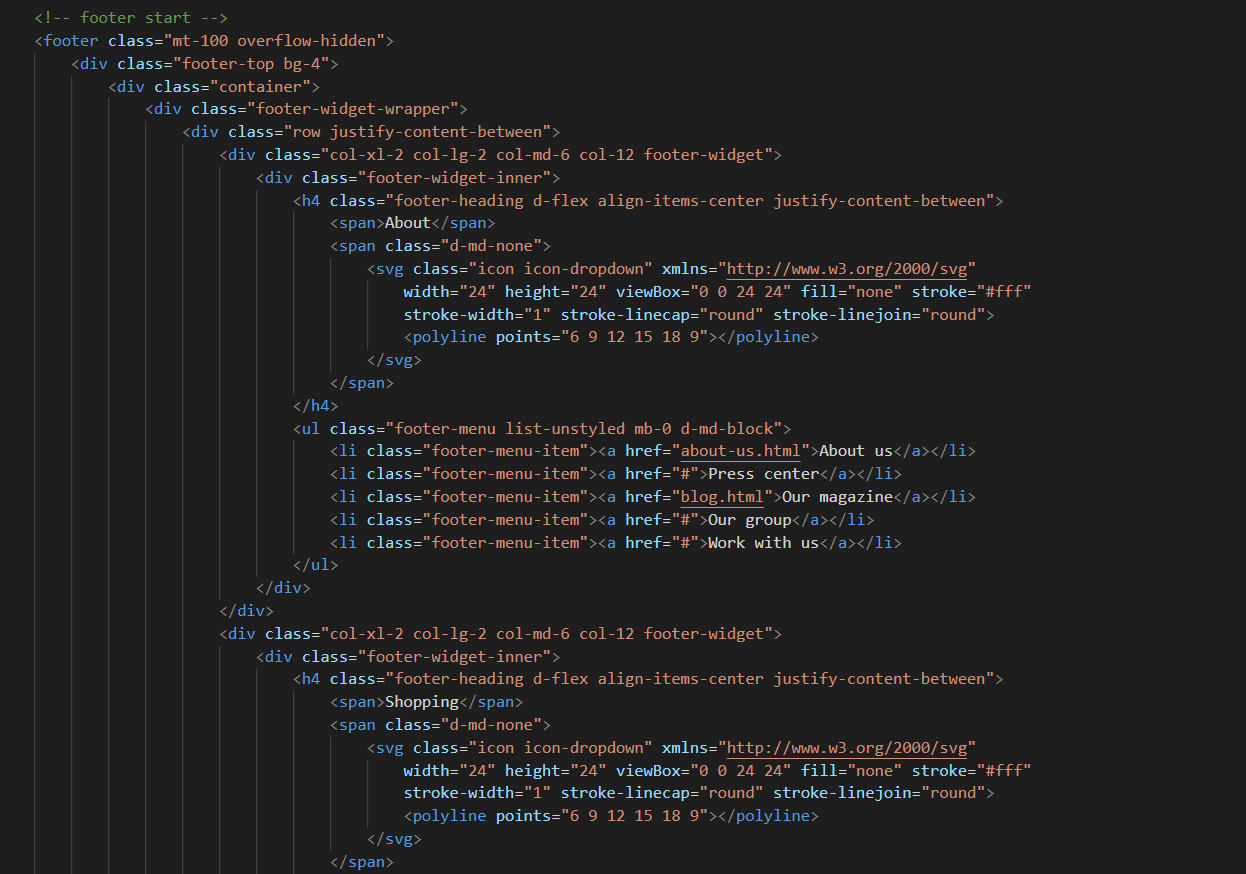 <!-- footer start -->
<footer class="mt-100 overflow-hidden">
<div class="footer-top bg-4">
<div class="container">
<div class="footer-widget-wrapper">
<div class="row justify-content-between">
<div class="col-xl-2 col-lg-2 col-md-6 col-12 footer-widget">
<div class="footer-widget-inner">
<h4 class="footer-heading d-flex align-items-center justify-content-between">
<span>About</span>
<span class="d-md-none">
<svg class="icon icon-dropdown" xmlns="http://www.w3.org/2000/svg"
width="24" height="24" viewBox="0 0 24 24" fill="none" stroke="#fff"
stroke-width="1" stroke-linecap="round" stroke-linejoin="round">
<polyline points="6 9 12 15 18 9"></polyline>
</svg>
</span>
</h4>
<ul class="footer-menu list-unstyled mb-0 d-md-block">
<li class="footer-menu-item"><a href="about-us.html">About us</a></li>
<li class="footer-menu-item"><a href="#">Press center</a></li>
<li class="footer-menu-item"><a href="blog.html">Our magazine</a></li>
<li class="footer-menu-item"><a href="#">Our group</a></li>
<li class="footer-menu-item"><a href="#">Work with us</a></li>
</ul>
</div>
</div>
<div class="col-xl-2 col-lg-2 col-md-6 col-12 footer-widget">
<div class="footer-widget-inner">
<h4 class="footer-heading d-flex align-items-center justify-content-between">
<span>Shopping</span>
<span class="d-md-none">
<svg class="icon icon-dropdown" xmlns="http://www.w3.org/2000/svg"
width="24" height="24" viewBox="0 0 24 24" fill="none" stroke="#fff"
stroke-width="1" stroke-linecap="round" stroke-linejoin="round">
<polyline points="6 9 12 15 18 9"></polyline>
</svg>
</span>